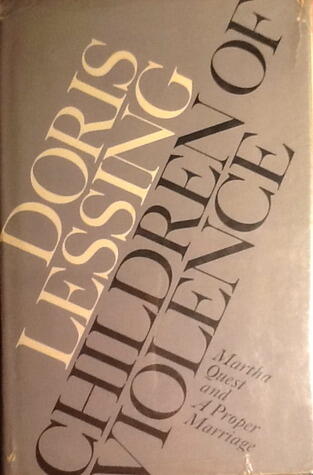 DORIS
LESSING
CHILDREN OF
VIOLENCE
Martha
Quest
and
A Proper
Marriage